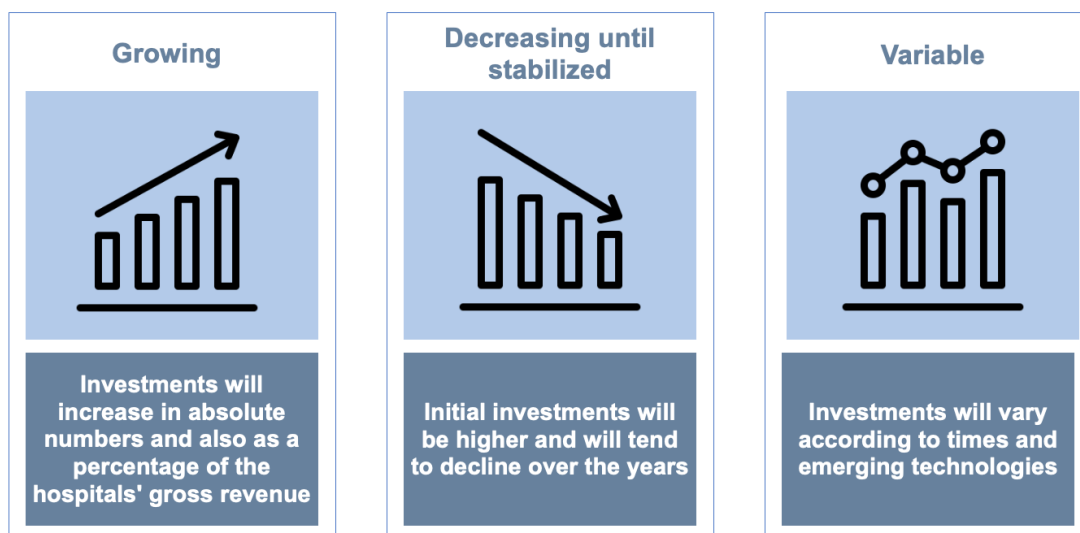 Growing
Investments will
increase in absolute
numbers and also as a
percentage of the
hospitals' gross revenue
Decreasing until
stabilized
Initial investments will
be higher and will tend
to decline over the years
Variable
Investments will vary
according to times and
emerging technologies